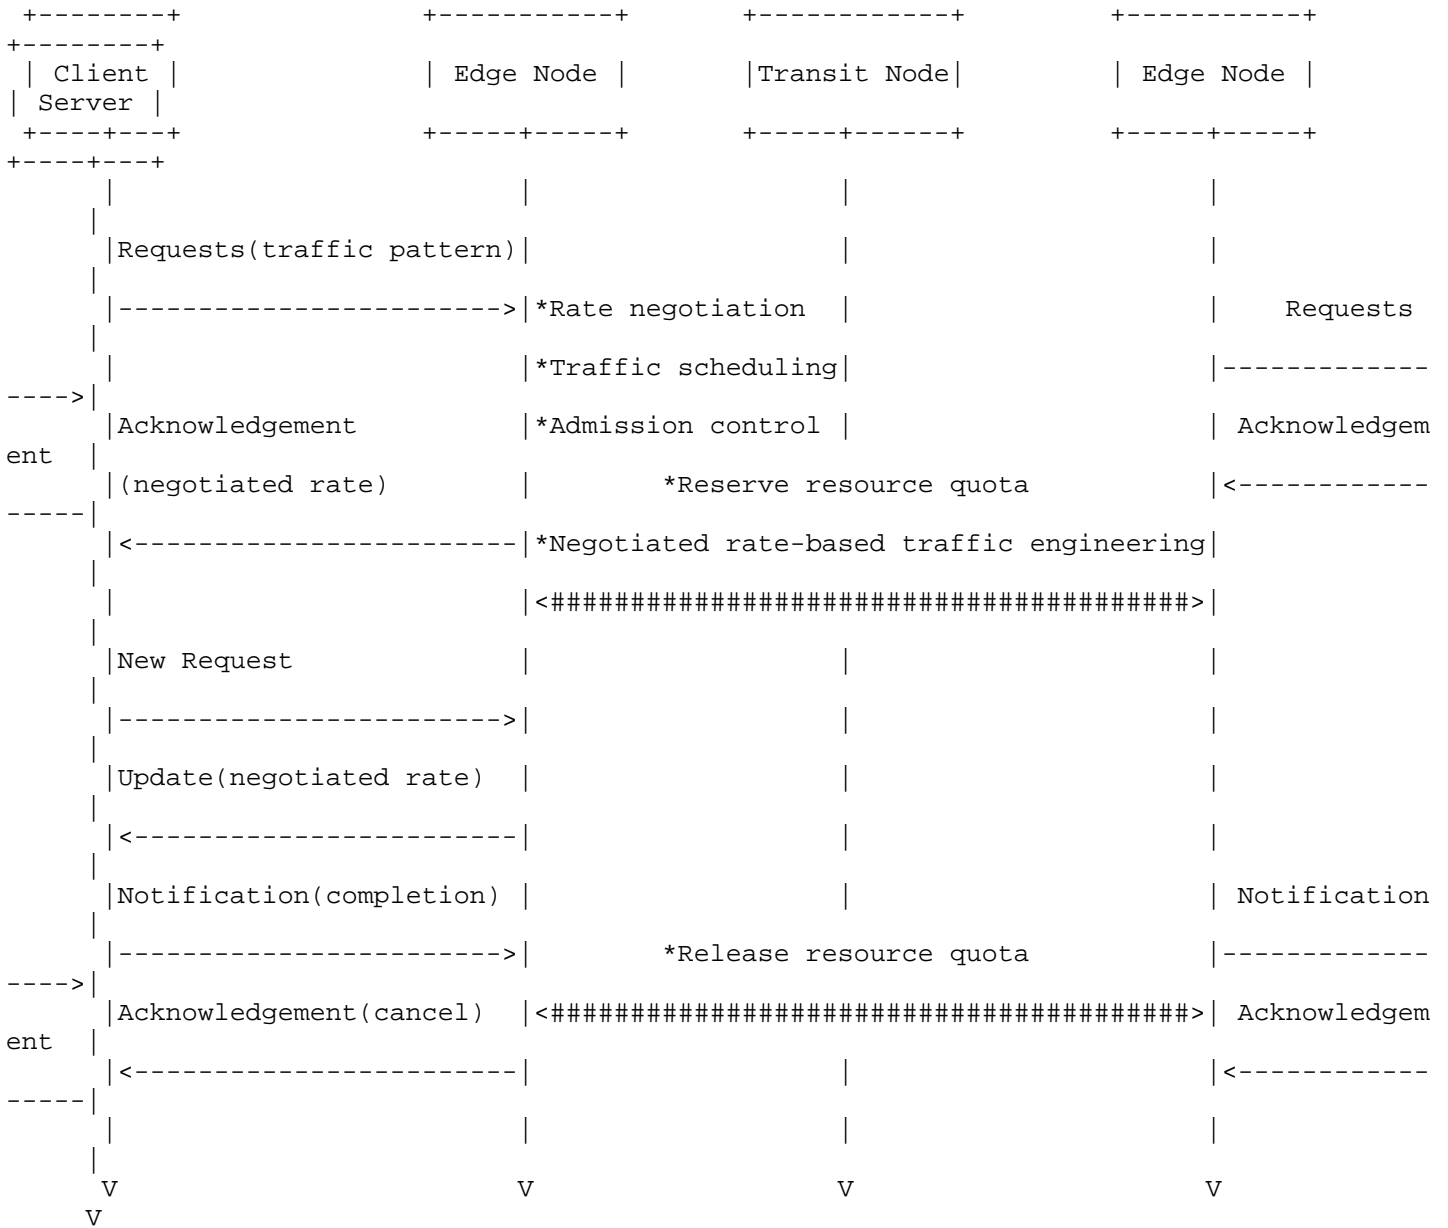 +--------+                +-----------+       +------------+         +-----------+
+--------+
| Client |                | Edge Node |       |Transit Node|         | Edge Node |
| Server |
+----+---+                +-----+-----+       +-----+------+         +-----+-----+
+----+---+
|                         |                   |                      |
|
|Requests(traffic pattern)|                   |                      |
|
|------------------------>|*Rate negotiation  |                      |    Requests
|
|                         |*Traffic scheduling|                      |-------------
---->|
|Acknowledgement          |*Admission control |                      | Acknowledgem
ent  |
|(negotiated rate)        |        *Reserve resource quota           |<------------
-----|
|<------------------------|*Negotiated rate-based traffic engineering|
|
|                         |<########################################>|
|
|New Request              |                   |                      |
|
|------------------------>|                   |                      |
|
|Update(negotiated rate)  |                   |                      |
|
|<------------------------|                   |                      |
|
|Notification(completion) |                   |                      | Notification
|
|------------------------>|        *Release resource quota           |-------------
---->|
|Acknowledgement(cancel)  |<########################################>| Acknowledgem
ent  |
|<------------------------|                   |                      |<------------
-----|
|                         |                   |                      |
|
V                         V                   V                      V
V